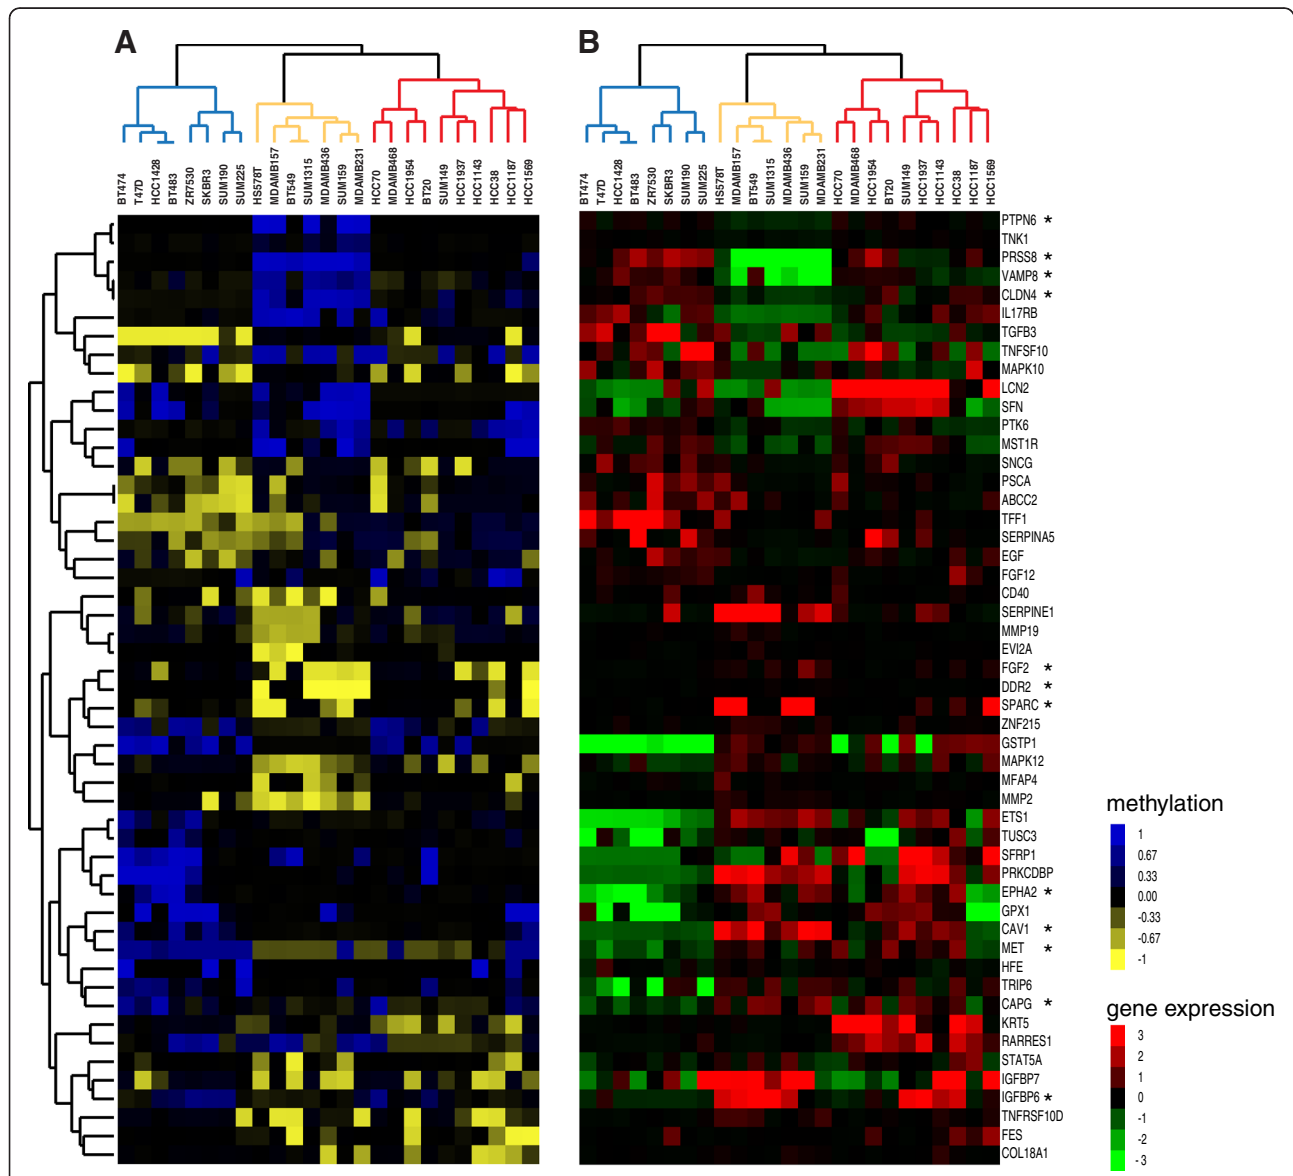 A
B
BT474
T47D
HCC1428
BT483
ZR7530
SKBR3
SUM190
SUM225
HS578T
MDAMB157
BT549
SUM1315
MDAMB436
SUM159
MDAMB231
HCC70
MDAMB468
HCC1954
BT20
SUM149
HCC1937
HCC1143
HCC38
HCC1187
HCC1569
BT474
T47D
HCC1428
BT483
ZR7530
SKBR3
SUM190
SUM225
HS578T
MDAMB157
BT549
SUM1315
MDAMB436
SUM159
MDAMB231
HCC70
MDAMB468
HCC1954
BT20
SUM149
HCC1937
HCC1143
HCC38
HCC1187
HCC1569
PTPN6 *
TNK1
PRSS8 *
VAMP8 *
CLDN4 *
IL17RB
TGFB3
TNFSF10
MAPK10
LCN2
SFN
PTK6
MST1R
SNCG
PSCA
ABCC2
TFF1
SERPINA5
EGF
FGF12
CD40
SERPINE1
MMP19
EVI2A
FGF2 *
DDR2 *
SPARC *
ZNF215
GSTP1
MAPK12
MFAP4
MMP2
ETS1
TUSC3
SFRP1
PRKCDBP
EPHA2 *
GPX1
CAV1 *
MET *
HFE
TRIP6
CAPG *
KRT5
RARRES1
STAT5A
IGFBP7
IGFBP6 *
TNFRSF10D
FES
COL18A1
methylation
1
0.67
0.33
0.00
-0.33
-0.67
-1
gene expression
3
2
1
0
-1
-2
-3